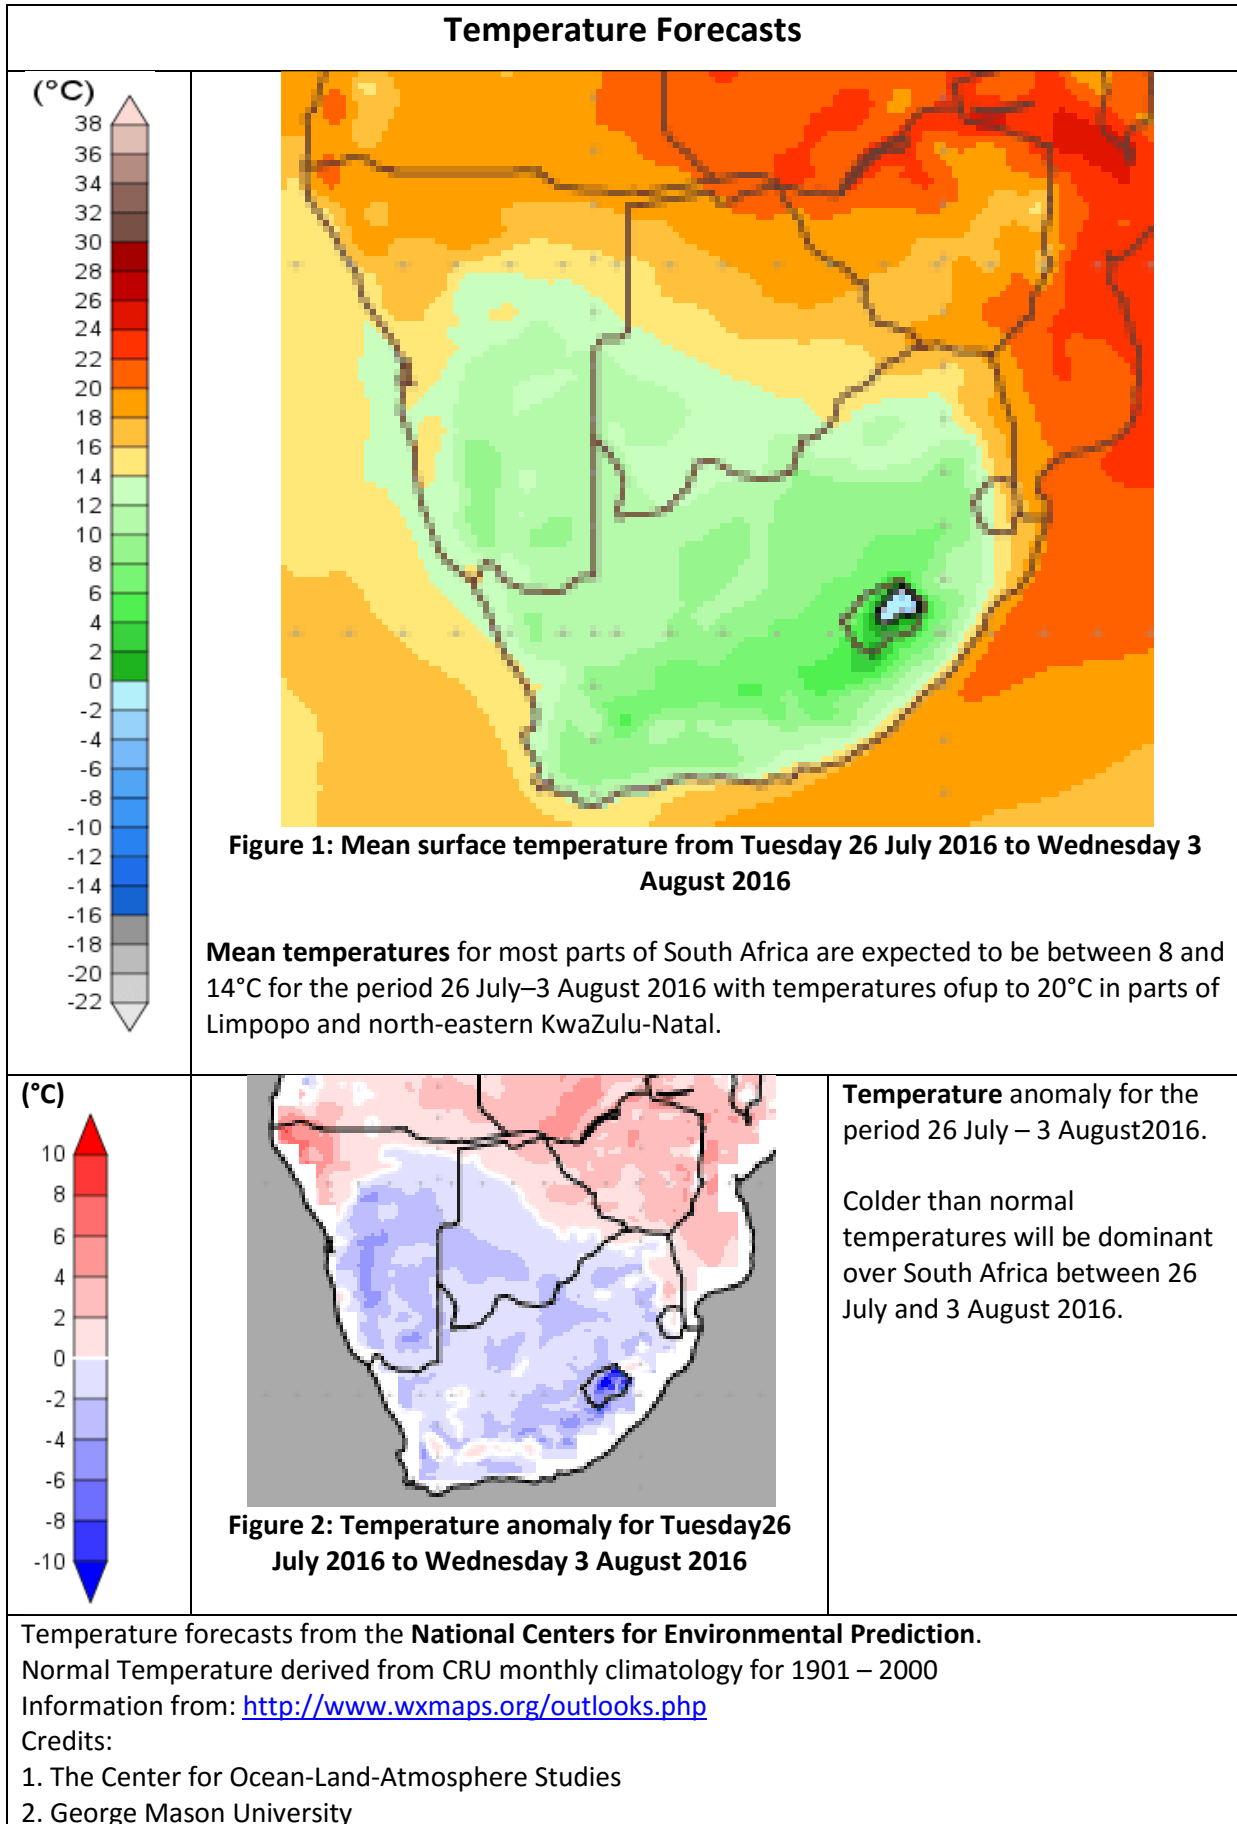 Temperature Forecasts
(°C)
38
36
34
32
30
28
26
24
22
20
18
16
14
12
10
8
6
4
2
0
-2
-4
-6
-8
-10
-12
-14
-16
-18
-20
-22
Figure 1: Mean surface temperature from Tuesday 26 July 2016 to Wednesday 3
August 2016
Mean temperatures for most parts of South Africa are expected to be between 8 and
14°C for the period 26 July–3 August 2016 with temperatures ofup to 20°C in parts of
Limpopo and north-eastern KwaZulu-Natal.
(°C)
10
8
6
4
2
0
-2
-4
-6
-8
-10
Figure 2: Temperature anomaly for Tuesday26
July 2016 to Wednesday 3 August 2016
Temperature anomaly for the
period 26 July – 3 August2016.
Colder than normal
temperatures will be dominant
over South Africa between 26
July and 3 August 2016.
Temperature forecasts from the National Centers for Environmental Prediction.
Normal Temperature derived from CRU monthly climatology for 1901 – 2000
Information from: http://www.wxmaps.org/outlooks.php
Credits:
1. The Center for Ocean-Land-Atmosphere Studies
2. George Mason University